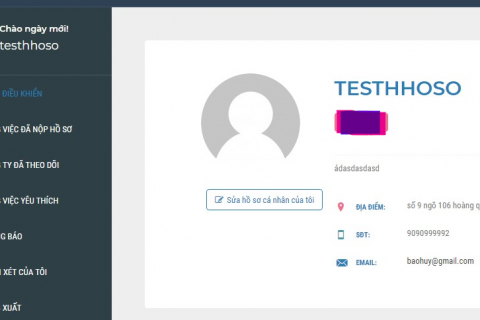 Chào ngày mới!
testhhoso
ĐIỀU KHIỂN
VIỆC ĐÃ NỘP HỒ SƠ
TY ĐÃ THEO DÕI
VIỆC YÊU THÍCH
BÁO
XÉT CỦA TÔI
XUẤT
TESTHHOSO
ádasdasdasd
Sửa hồ sơ cá nhân của tôi
ĐỊA ĐIỂM: số 9 ngõ 106 hoàng q
SĐT: 9090999992
EMAIL: baohuy@gmail.com